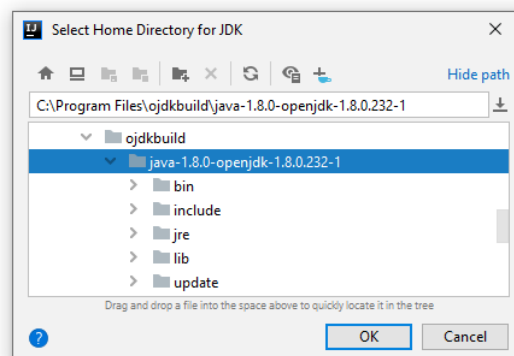 Select Home Directory for JDK
Hide path
C:\Program Files\ojdkbuild\java-1.8.0-openjdk-1.8.0.232-1
ojdkbuild
java-1.8.0-openjdk-1.8.0.232-1
bin
include
jre
lib
update
Drag and drop a file into the space above to quickly locate it in the tree
? OK Cancel